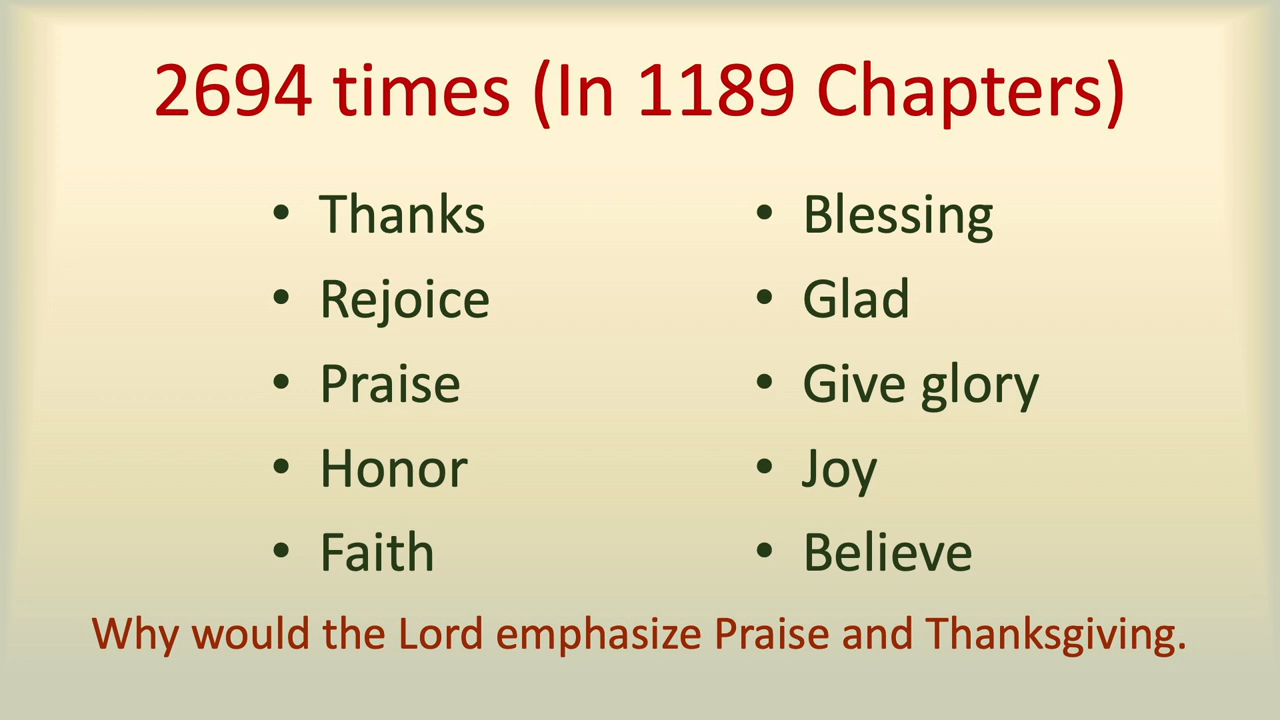 2694 times (In 1189 Chapters)
• Thanks
• Rejoice
• Praise
• Honor
• Faith
• Blessing
• Glad
• Give glory
• Joy
• Believe
Why would the Lord emphasize Praise and Thanksgiving.